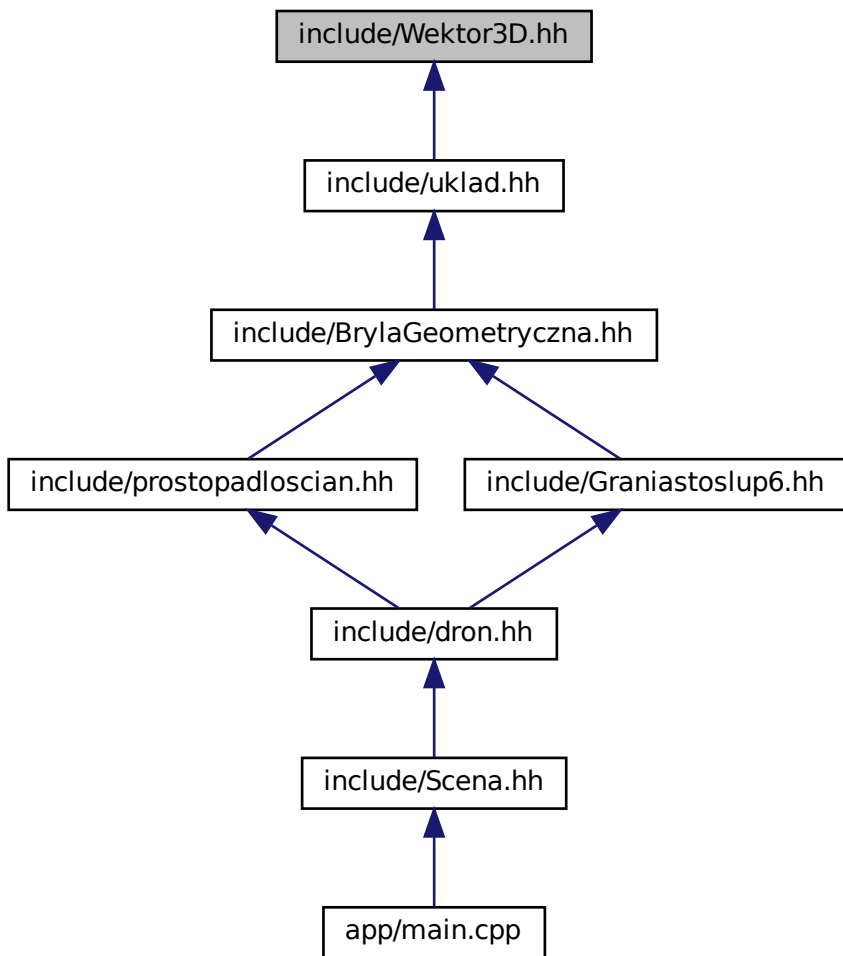 include/Wektor3D.hh
include/uklad.hh
include/BrylaGeometryczna.hh
include/prostopadloscian.hh
include/Graniastoslup6.hh
include/dron.hh
include/Scena.hh
app/main.cpp